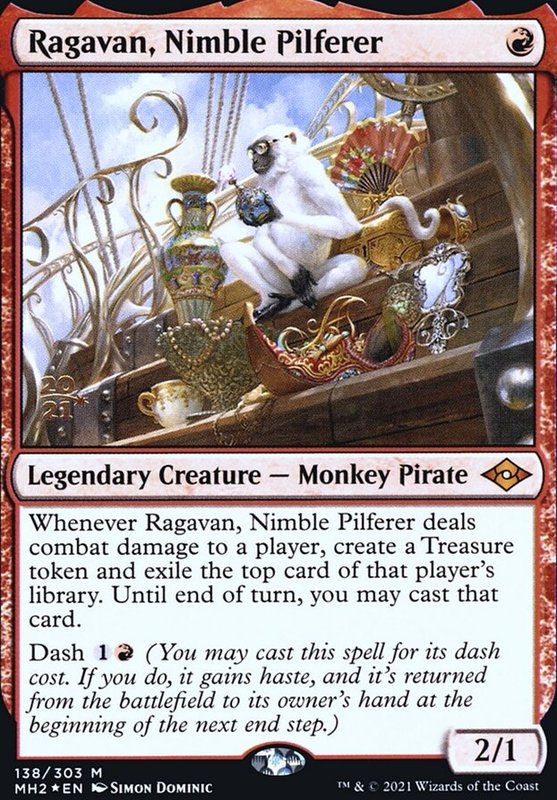 Ragavan, Nimble Pilferer
20
21
Legendary Creature — Monkey Pirate
Whenever Ragavan, Nimble Pilferer deals
combat damage to a player, create a Treasure
token and exile the top card of that player's
library. Until end of turn, you may cast that
card.
Dash 1 (You may cast this spell for its dash
cost. If you do, it gains haste, and it's returned
from the battlefield to its owner's hand at the
beginning of the next end step.)
2/1
138/303 M
MH2 ★ EN Simon Dominic
™ & © 2021 Wizards of the Coast